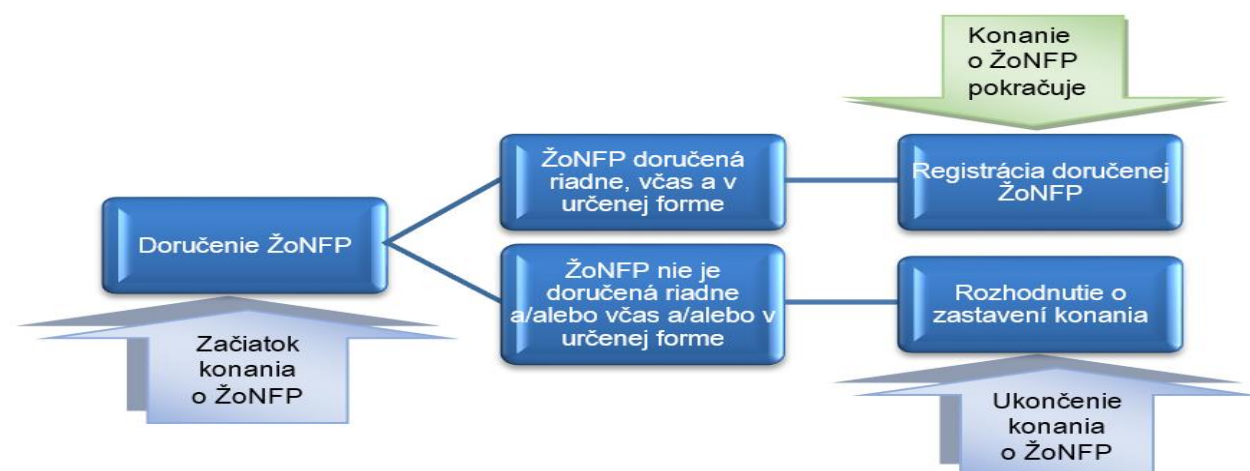 Konanie
o ŽoNFP
pokračuje
ŽoNFP doručená
riadne, včas a v
určenej forme
Registrácia doručenej
ŽoNFP
Doručenie ŽoNFP
ŽoNFP nie je
doručená riadne
a/alebo včas a/alebo v
určenej forme
Rozhodnutie o
zastavení konania
Začiatok
konania
o ŽoNFP
Ukončenie
konania
o ŽoNFP